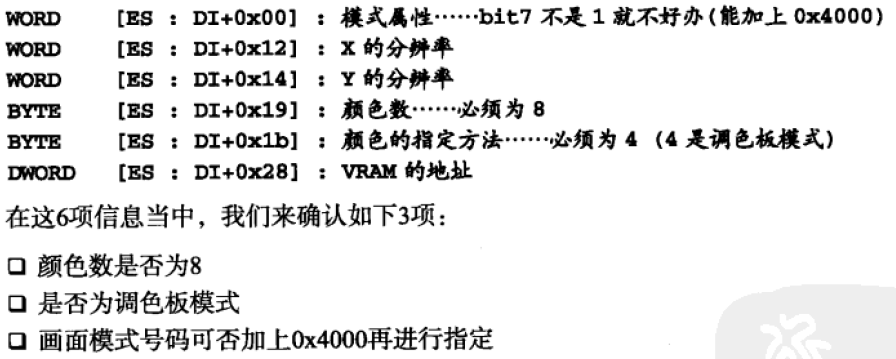 WORD [ES : DI+0x00] : 模式属性……bit7 不是 1 就不好办(能加上 0x4000)
WORD [ES : DI+0x12] : X 的分辨率
WORD [ES : DI+0x14] : Y 的分辨率
BYTE [ES : DI+0x19] : 颜色数……必须为 8
BYTE [ES : DI+0x1b] : 颜色的指定方法……必须为 4 (4 是调色板模式)
DWORD [ES : DI+0x28] : VRAM 的地址
在这6项信息当中，我们来确认如下3项：
❑ 颜色数是否为8
❑ 是否为调色板模式
❑ 画面模式号码可否加上0x4000再进行指定